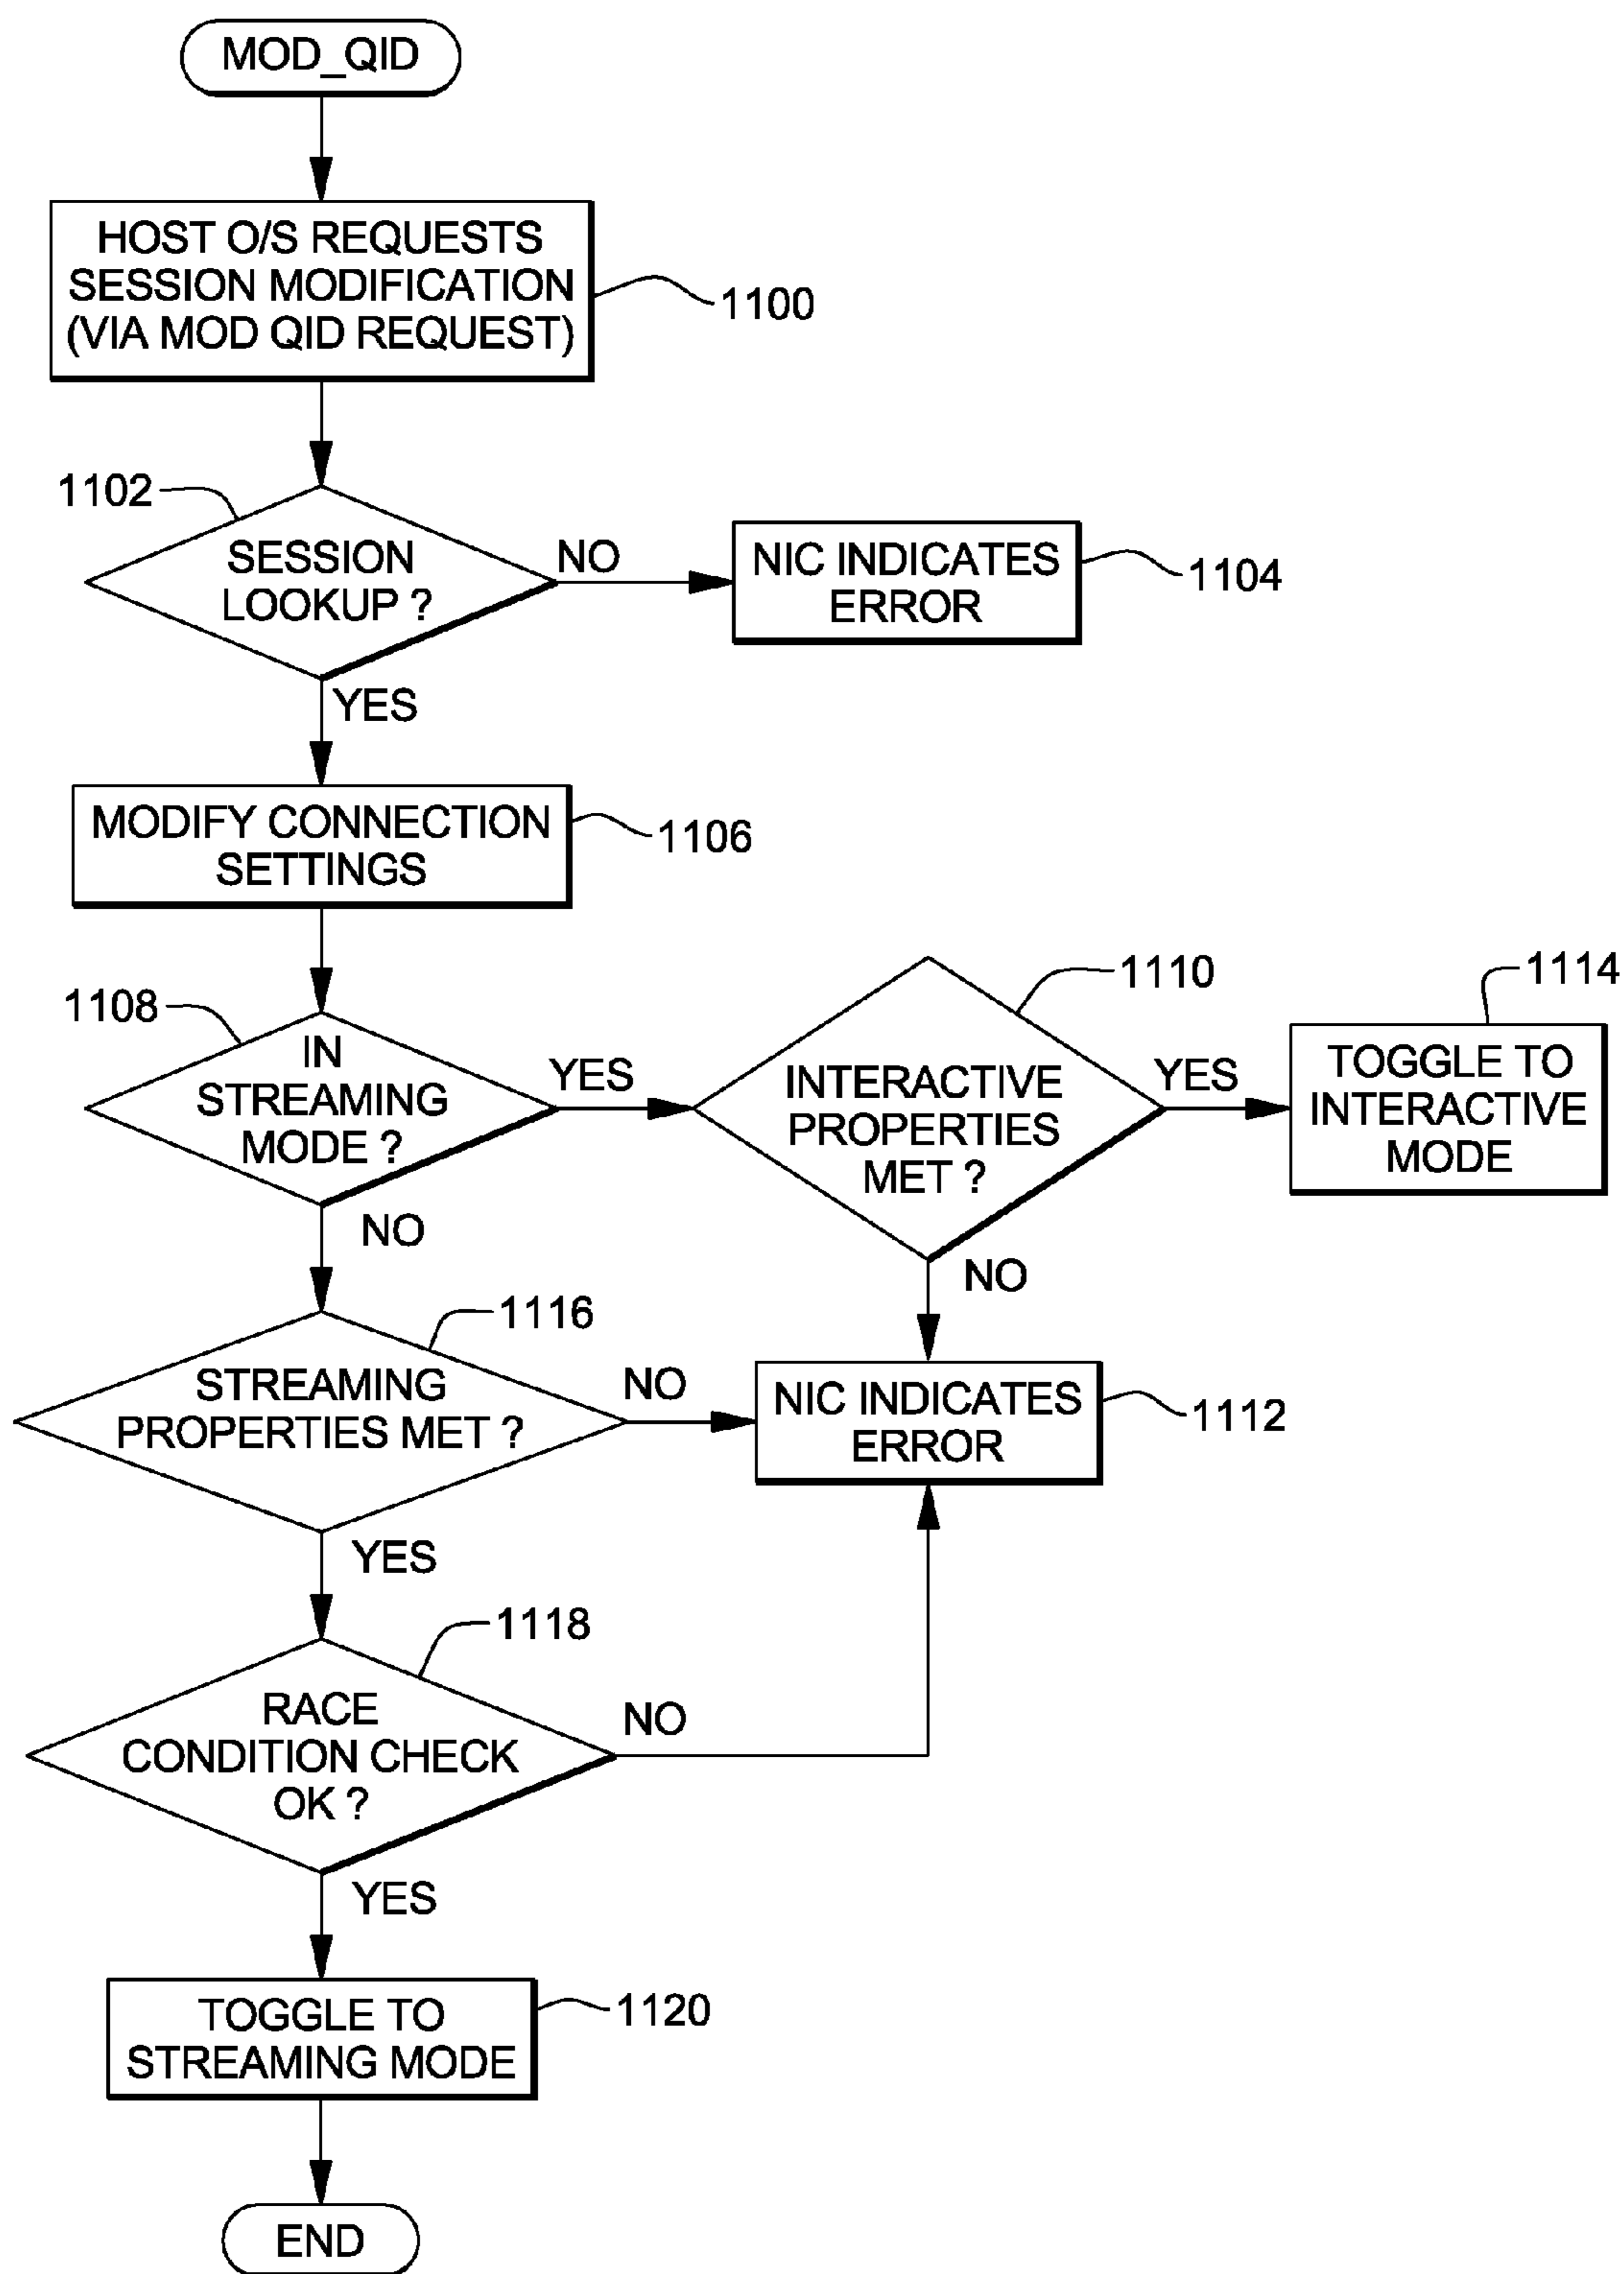 MOD_QID
HOST O/S REQUESTS
SESSION MODIFICATION
(VIA MOD QID REQUEST)
1100
1102
SESSION
LOOKUP ?
NO
NIC INDICATES
ERROR
1104
YES
MODIFY CONNECTION
SETTINGS
1106
1108
IN
STREAMING
MODE ?
YES
1110
INTERACTIVE
PROPERTIES
MET ?
YES
1114
TOGGLE TO
INTERACTIVE
MODE
NO
NO
1116
STREAMING
PROPERTIES MET ?
NO
NIC INDICATES
ERROR
1112
YES
1118
RACE
CONDITION CHECK
OK ?
NO
YES
TOGGLE TO
STREAMING MODE
1120
END